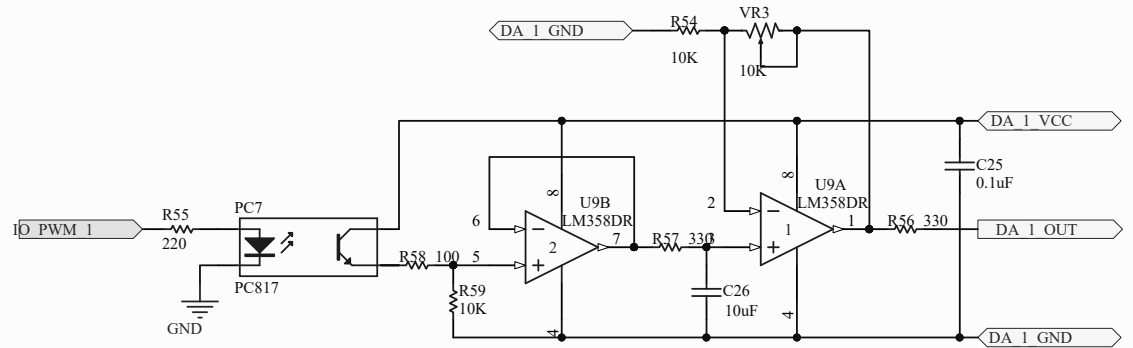 DA_1_GND
R54
10K
VR3
10K
DA_1_VCC
C25
0.1uF
8
8
U9B
LM358DR
U9A
LM358DR
IO_PWM_1
R55
220
PC7
PC817
GND
6
5
2
7
R58 100
R59
10K
4
R57 330
2
3
1
1
4
C26
10uF
R56 330
DA_1_OUT
DA_1_GND